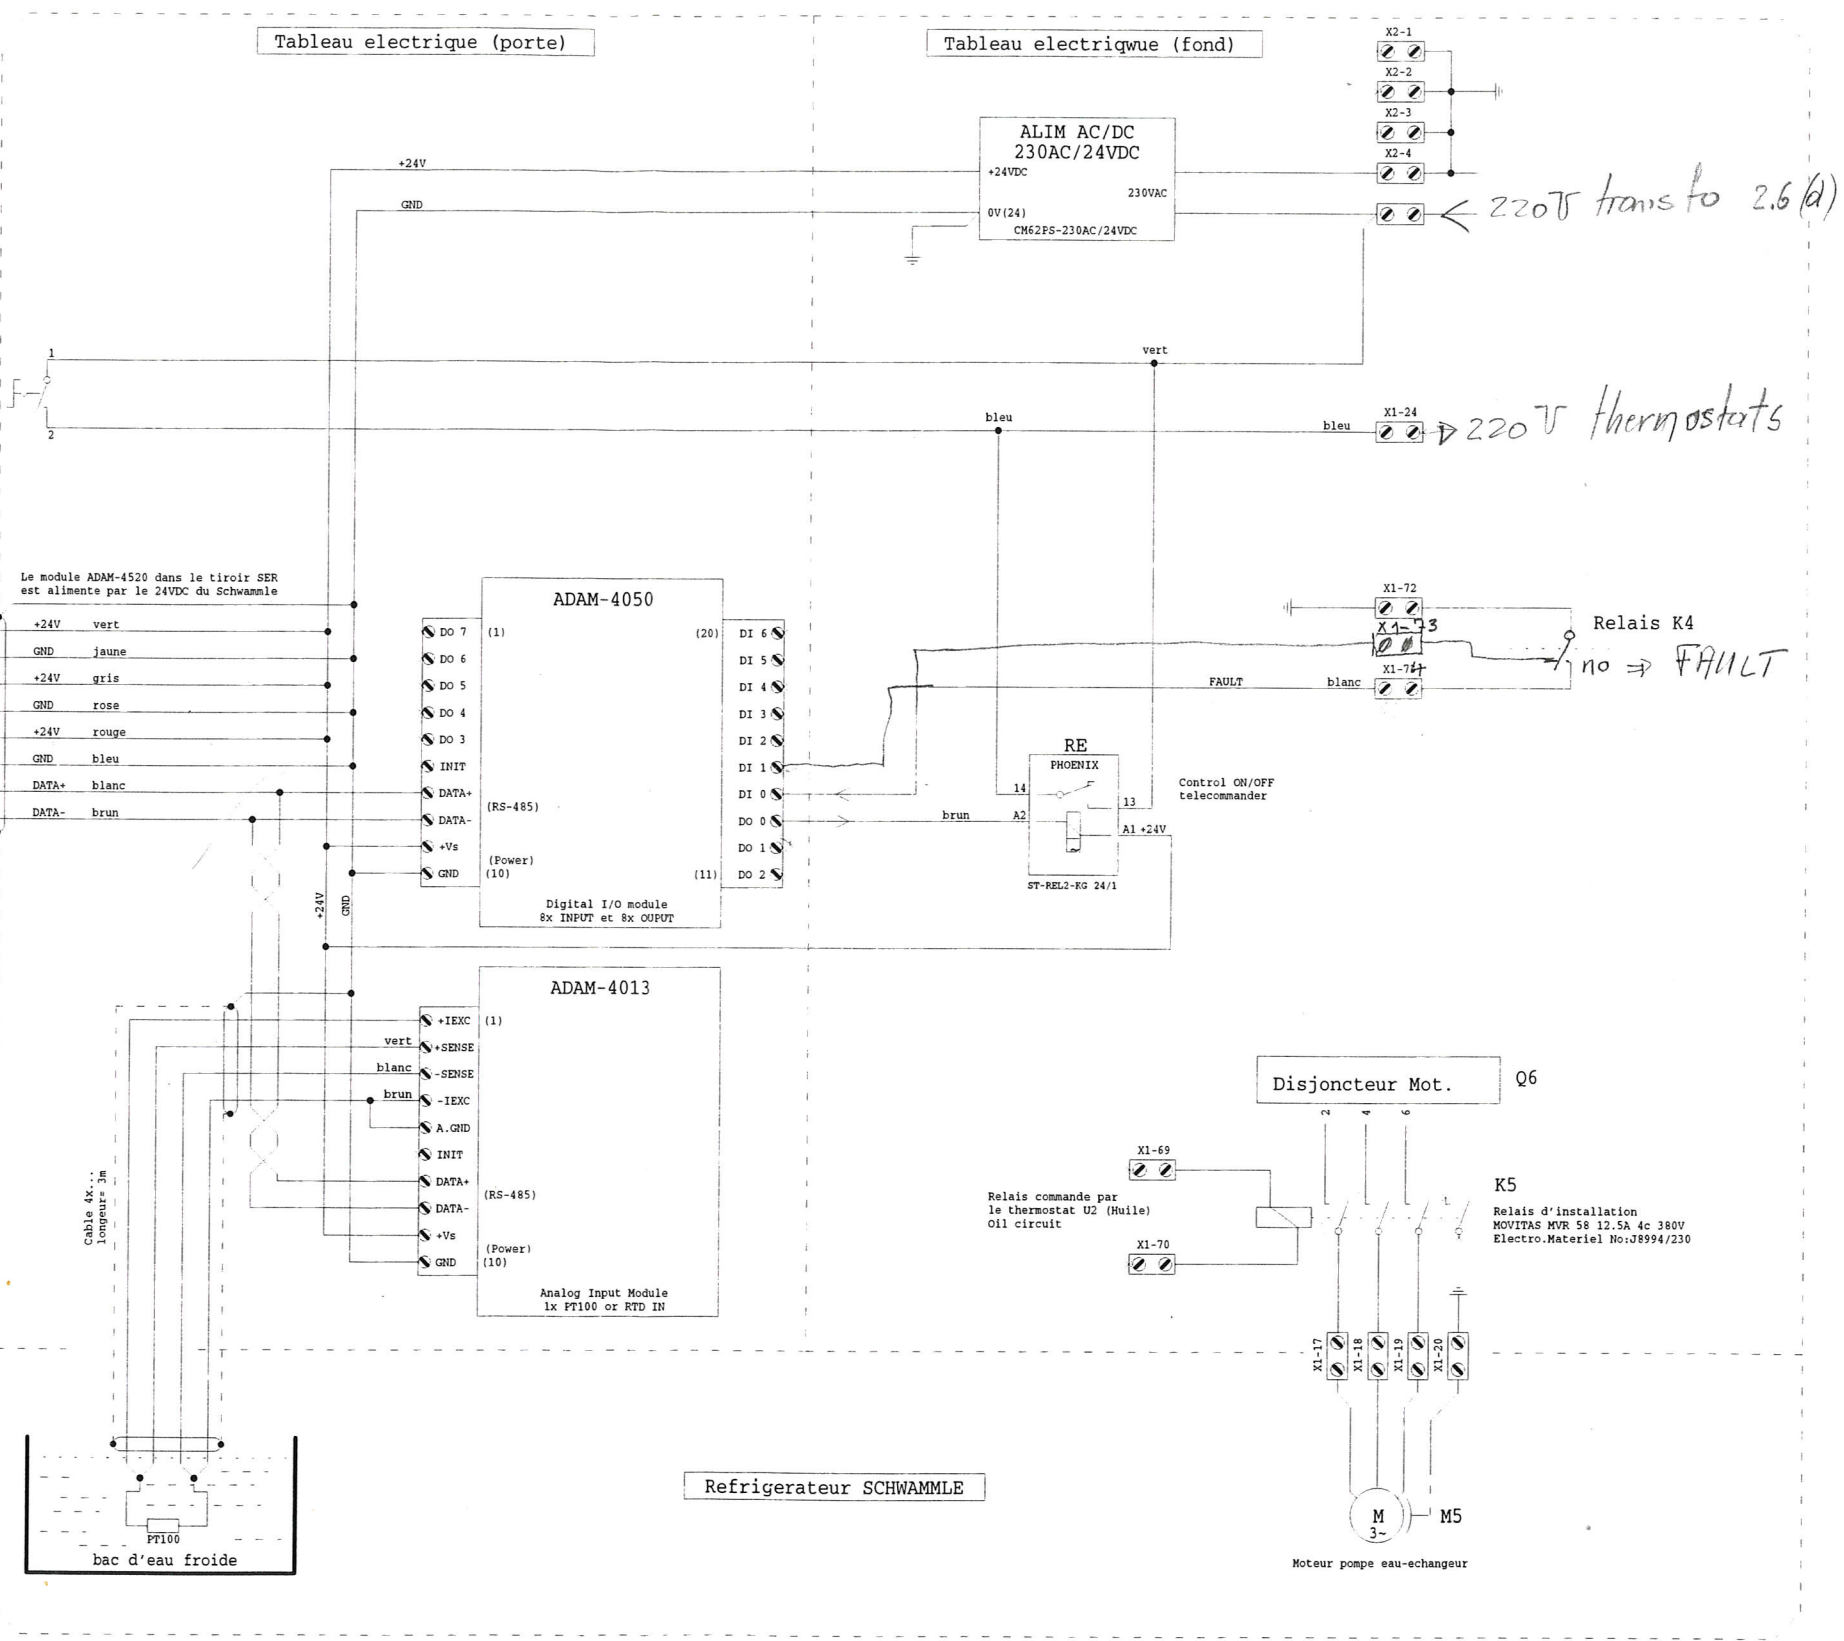 Tableau electrique (porte)
Tableau electriqwue (fond)
X2-1
X2-2
X2-3
X2-4
ALIM AC/DC
230AC/24VDC
+24VDC
230VAC
0V(24)
CM62PS-230AC/24VDC
+24V
GND
220V transfo 2.6(d)
1
2
vert
bleu
bleu
X1-24
220V thermostats
Le module ADAM-4520 dans le tiroir SER
est alimente par le 24VDC du Schwammle
+24V vert
GND jaune
+24V gris
GND rose
+24V rouge
GND bleu
DATA+ blanc
DATA- brun
ADAM-4050
DO 7 (1)
DO 6
DO 5
DO 4
DO 3
INIT
DATA+
(RS-485)
DATA-
+Vs
(Power)
GND (10)
(20) DI 6
DI 5
DI 4
DI 3
DI 2
DI 1
DI 0
DO 0
DO 1
(11) DO 2
Digital I/O module
8x INPUT et 8x OUPUT
+24V
GND
X1-72
X1-73
X1-74
Relais K4
no ⇒ FAULT
FAULT
blanc
RE
PHOENIX
14
13
brun
A2
A1 +24V
ST-REL2-KG 24/1
Control ON/OFF
telecommander
ADAM-4013
+IEXC (1)
vert +SENSE
blanc -SENSE
brun -IEXC
A.GND
INIT
DATA+
(RS-485)
DATA-
+Vs
(Power)
GND (10)
Analog Input Module
1x PT100 or RTD IN
Cable 4x...
longeur= 3m
PT100
bac d'eau froide
Refrigerateur SCHWAMMLE
Disjoncteur Mot.
Q6
2
4
6
X1-69
Relais commande par
le thermostat U2 (Huile)
Oil circuit
X1-70
K5
Relais d'installation
MOVITAS MVR 58 12.5A 4c 380V
Electro.Materiel No:J8994/230
X1-17
X1-18
X1-19
X1-20
M
3~
M5
Moteur pompe eau-echangeur